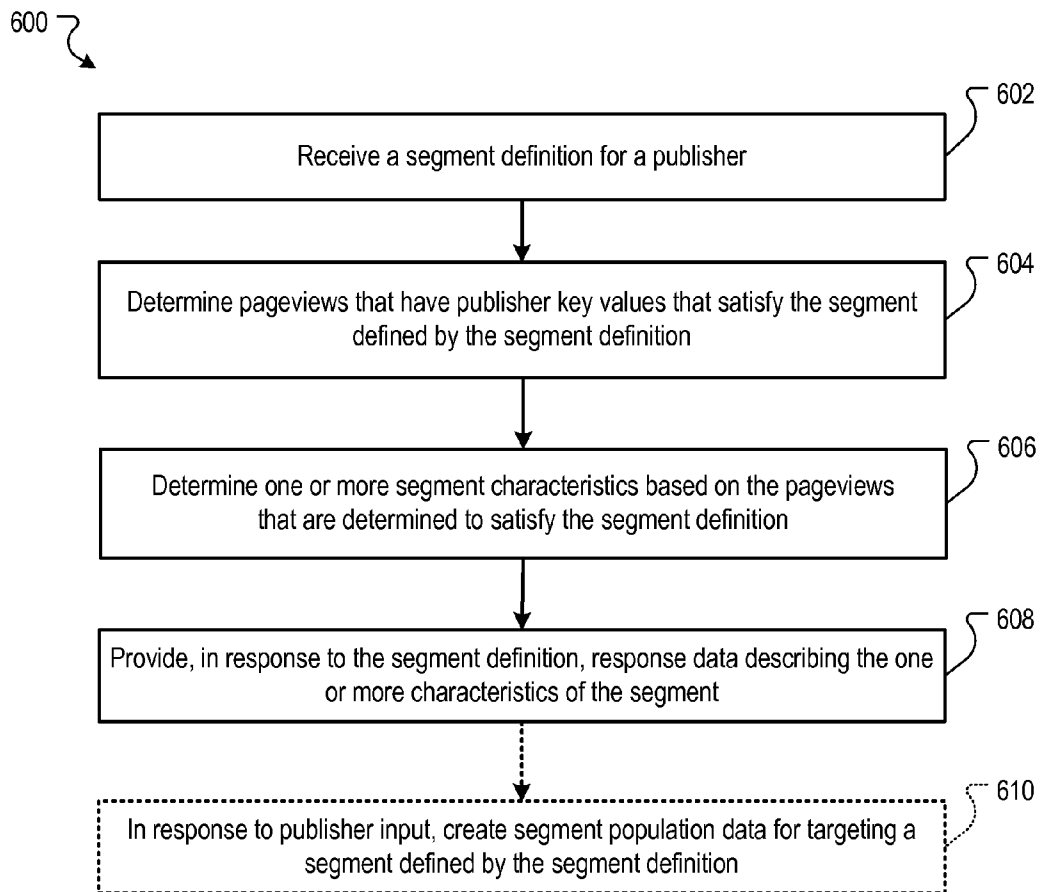 600
602
Receive a segment definition for a publisher
604
Determine pageviews that have publisher key values that satisfy the segment
defined by the segment definition
606
Determine one or more segment characteristics based on the pageviews
that are determined to satisfy the segment definition
608
Provide, in response to the segment definition, response data describing the one
or more characteristics of the segment
610
In response to publisher input, create segment population data for targeting a
segment defined by the segment definition